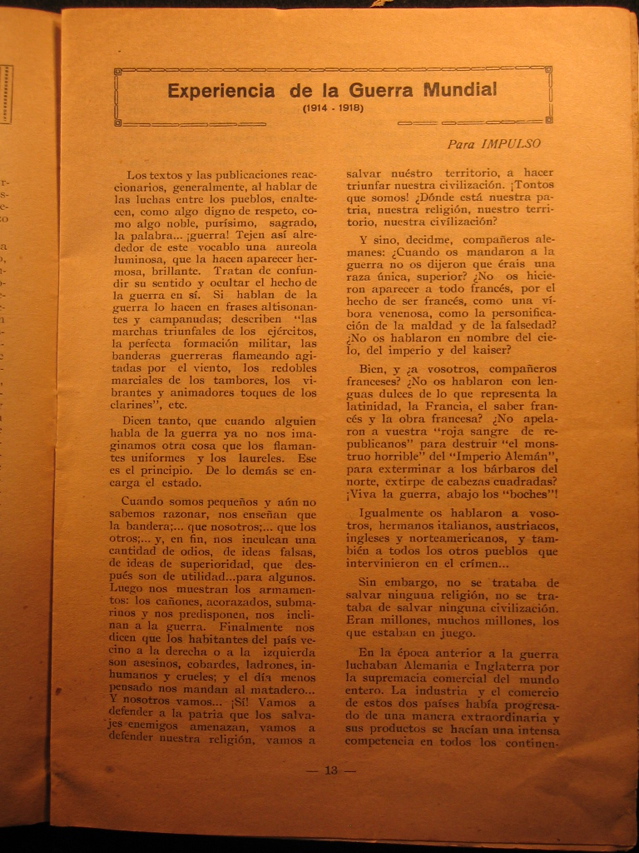 Experiencia de la Guerra Mundial
(1914 - 1918)
Para IMPULSO
Los textos y las publicaciones reac-
cionarios, generalmente, al hablar de
las luchas entre los pueblos, enalte-
cen, como algo digno de respeto, co-
mo algo noble, purísimo, sagrado,
la palabra... ¡guerra! Tejen así alre-
dedor de este vocablo una aureola
luminosa, que la hacen aparecer her-
mosa, brillante. Tratan de confun-
dir su sentido y ocultar el hecho de
la guerra en sí. Si hablan de la
guerra lo hacen en frases altisonan-
tes y campanudas; describen "las
marchas triunfales de los ejércitos,
la perfecta formación militar, las
banderas guerreras flameando agi-
tadas por el viento, los redobles
marciales de los tambores, los vi-
brantes y animadores toques de los
clarines", etc.
Dicen tanto, que cuando alguien
habla de la guerra ya no nos ima-
ginamos otra cosa que los flaman-
tes uniformes y los laureles. Ese
es el principio. De lo demás se en-
carga el estado.
Cuando somos pequeños y aún no
sabemos razonar, nos enseñan que
la bandera;... que nosotros;... que los
otros;... y, en fin, nos inculcan una
cantidad de odios, de ideas falsas,
de ideas de superioridad, que des-
pués son de utilidad...para algunos.
Luego nos muestran los armamen-
tos: los cañones, acorazados, subma-
rinos y nos predisponen, nos incli-
nan a la guerra. Finalmente nos
dicen que los habitantes del país ve-
cino a la derecha o a la izquierda
son asesinos, cobardes, ladrones, in-
humanos y crueles; y el día menos
pensado nos mandan al matadero...
Y nosotros vamos... ¡Sí! Vamos a
defender a la patria que los salva-
jes enemigos amenazan, vamos a
defender nuestra religión, vamos a
salvar nuéstro territorio, a hacer
triunfar nuestra civilización. ¡Tontos
que somos! ¿Dónde está nuestra pa-
tria, nuestra religión, nuestro terri-
torio, nuestra civilización?
Y sino, decidme, compañeros ale-
manes: ¿Cuando os mandaron a la
guerra no os dijeron que érais una
raza única, superior? ¿No os hicie-
ron aparecer a todo francés, por el
hecho de ser francés, como una ví-
bora venenosa, como la personifica-
ción de la maldad y de la falsedad?
¿No os hablaron en nombre del cie-
lo, del imperio y del kaiser?
Bien, y ¿a vosotros, compañeros
franceses? ¿No os hablaron con len-
guas dulces de lo que representa la
latinidad, la Francia, el saber fran-
cés y la obra francesa? ¿No apela-
ron a vuestra "roja sangre de re-
publicanos" para destruir "el mons-
truo horrible" del "Imperio Alemán",
para exterminar a los bárbaros del
norte, extirpe de cabezas cuadradas?
¡Viva la guerra, abajo los "boches"!
Igualmente os hablaron a voso-
tros, hermanos italianos, austriacos,
ingleses y norteamericanos, y tam-
bién a todos los otros pueblos que
intervinieron en el crímen...
Sin embargo, no se trataba de
salvar ninguna religión, no se tra-
taba de salvar ninguna civilización.
Eran millones, muchos millones, los
que estaban en juego.
En la época anterior a la guerra
luchaban Alemania e Inglaterra por
la supremacia comercial del mundo
entero. La industria y el comercio
de estos dos países había progresa-
do de una manera extraordinaria y
sus productos se hacían una intensa
competencia en todos los continen-
— 13 —